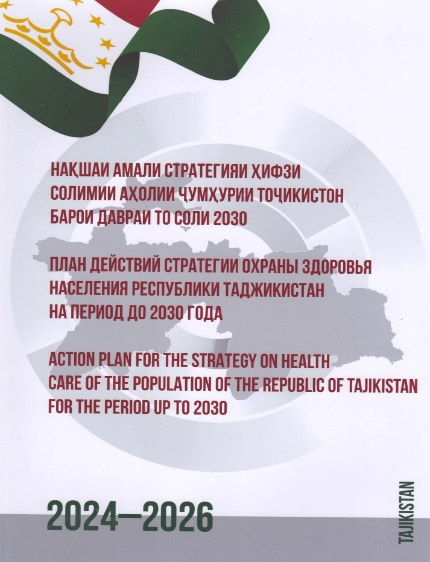 НАҚШАИ АМАЛИ СТРАТЕГИЯИ ҲИФЗИ
СОЛИМИИ АҲОЛИИ ҶУМҲУРИИ ТОҶИКИСТОН
БАРОИ ДАВРАИ ТО СОЛИ 2030
ПЛАН ДЕЙСТВИЙ СТРАТЕГИИ ОХРАНЫ ЗДОРОВЬЯ
НАСЕЛЕНИЯ РЕСПУБЛИКИ ТАДЖИКИСТАН
НА ПЕРИОД ДО 2030 ГОДА
ACTION PLAN FOR THE STRATEGY ON HEALTH
CARE OF THE POPULATION OF THE REPUBLIC OF TAJIKISTAN
FOR THE PERIOD UP TO 2030
2024–2026
TAJIKISTAN